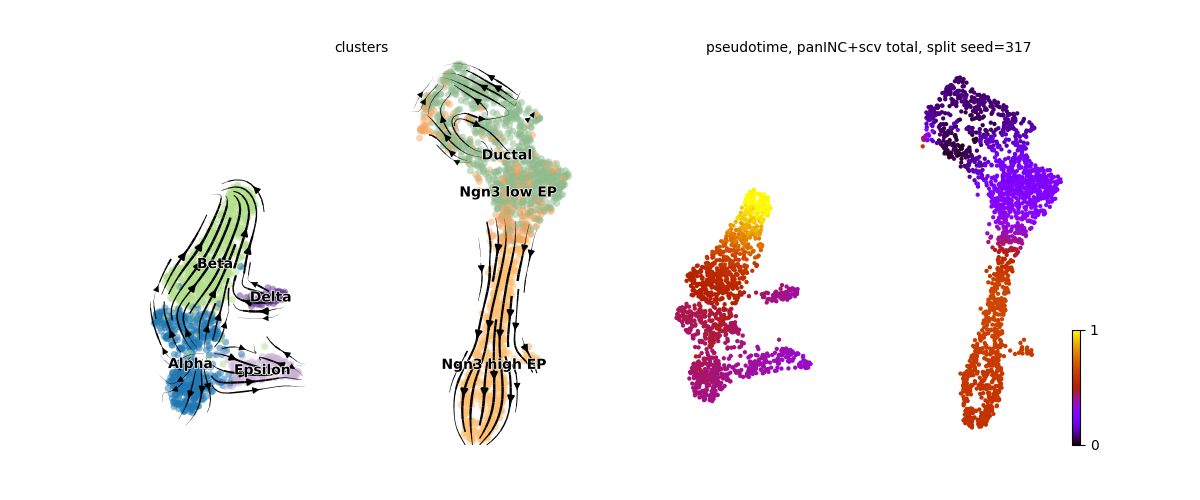 clusters
Ductal
Ngn3 low EP
Beta
Delta
Alpha
Epsilon
Ngn3 high EP
pseudotime, panINC+scv total, split seed=317
1
0